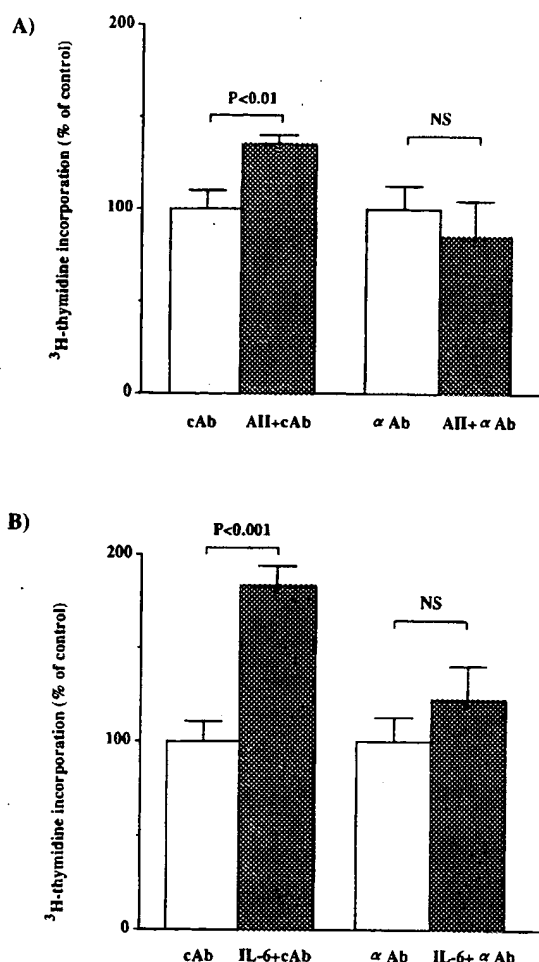 A)
³H-thymidine incorporation (% of control)
200
100
0
P<0.01
NS
cAb AII+cAb α Ab AII+α Ab
B)
³H-thymidine incorporation (% of control)
200
100
0
P<0.001
NS
cAb IL-6+cAb α Ab IL-6+ α Ab